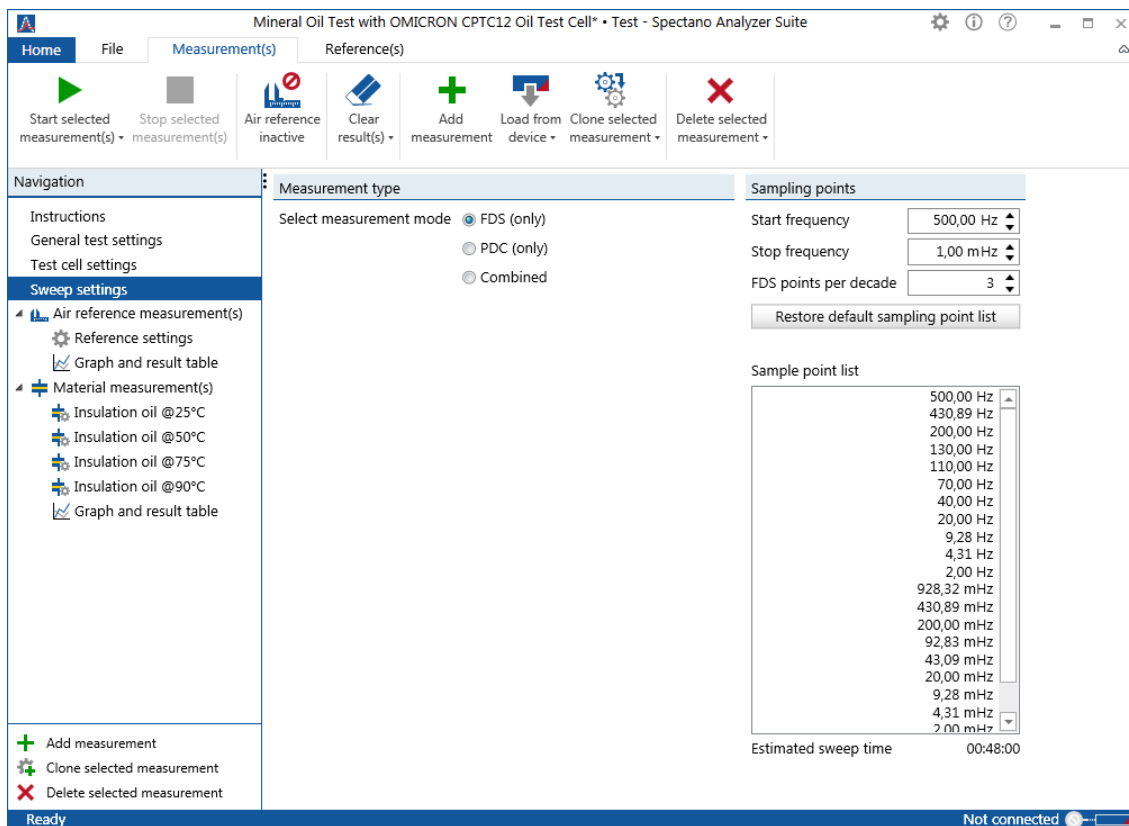 Mineral Oil Test with OMICRON CPTC12 Oil Test Cell* • Test - Spectano Analyzer Suite
Home File Measurement(s) Reference(s)
Start selected measurement(s)
Stop selected measurement(s)
Air reference inactive
Clear result(s)
Add measurement
Load from device
Clone selected measurement
Delete selected measurement
Navigation
Instructions
General test settings
Test cell settings
Sweep settings
Air reference measurement(s)
Reference settings
Graph and result table
Material measurement(s)
Insulation oil @25°C
Insulation oil @50°C
Insulation oil @75°C
Insulation oil @90°C
Graph and result table
Add measurement
Clone selected measurement
Delete selected measurement
Measurement type
Select measurement mode FDS (only)
PDC (only)
Combined
Sampling points
Start frequency 500,00 Hz
Stop frequency 1,00 mHz
FDS points per decade 3
Restore default sampling point list
Sample point list
500,00 Hz
430,89 Hz
200,00 Hz
130,00 Hz
110,00 Hz
70,00 Hz
40,00 Hz
20,00 Hz
9,28 Hz
4,31 Hz
2,00 Hz
928,32 mHz
430,89 mHz
200,00 mHz
92,83 mHz
43,09 mHz
20,00 mHz
9,28 mHz
4,31 mHz
2,00 mHz
Estimated sweep time 00:48:00
Ready Not connected